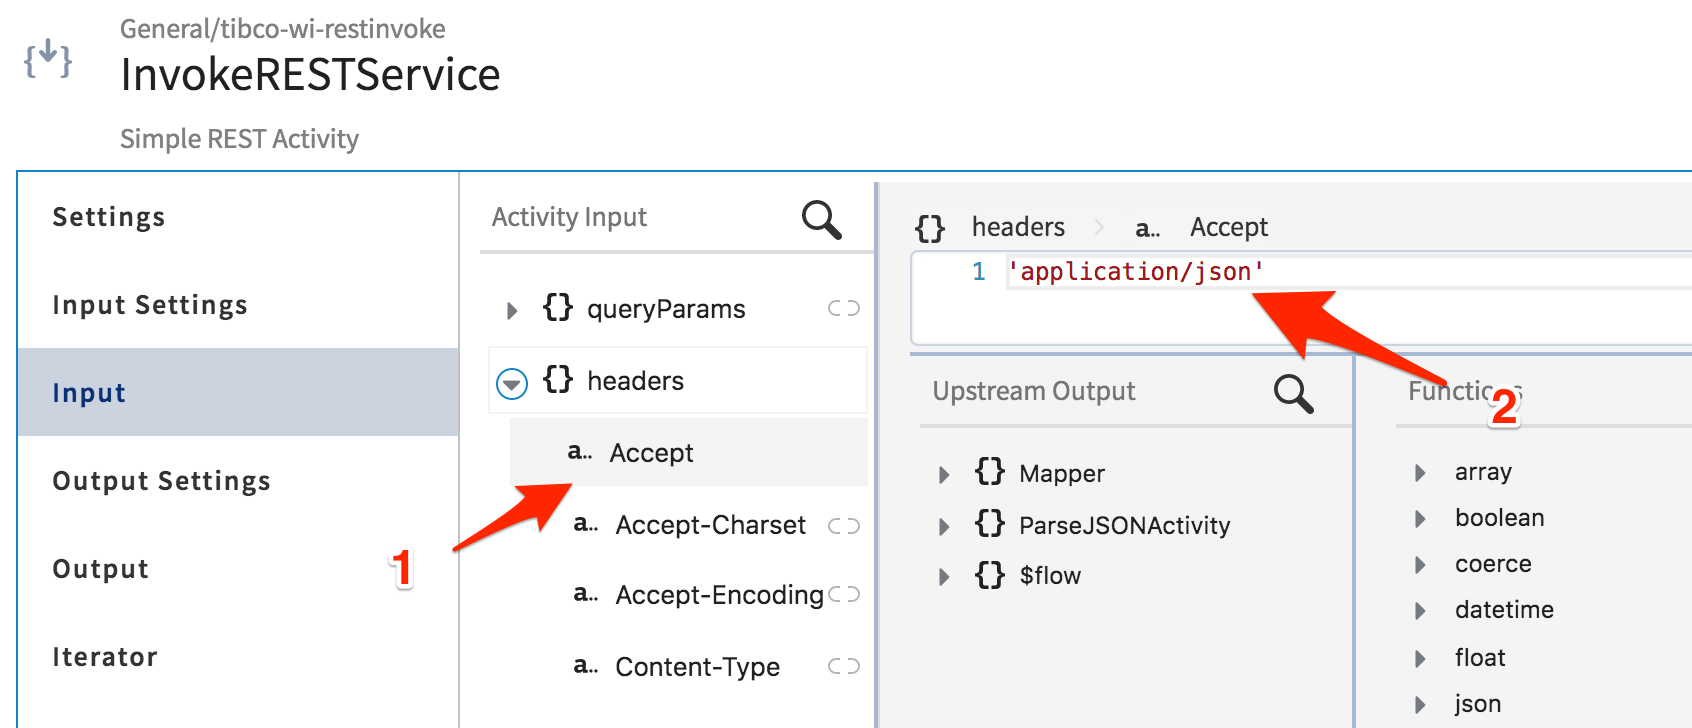 General/tibco-wi-restinvoke
InvokeRESTService
Simple REST Activity
Settings
Input Settings
Input
Output Settings
Output
Iterator
Activity Input
{} queryParams
{} headers
a.. Accept
a.. Accept-Charset
a.. Accept-Encoding
a.. Content-Type
1
{} headers > a.. Accept
1 'application/json'
2
Upstream Output
{} Mapper
{} ParseJSONActivity
{} $flow
array
boolean
coerce
datetime
float
json